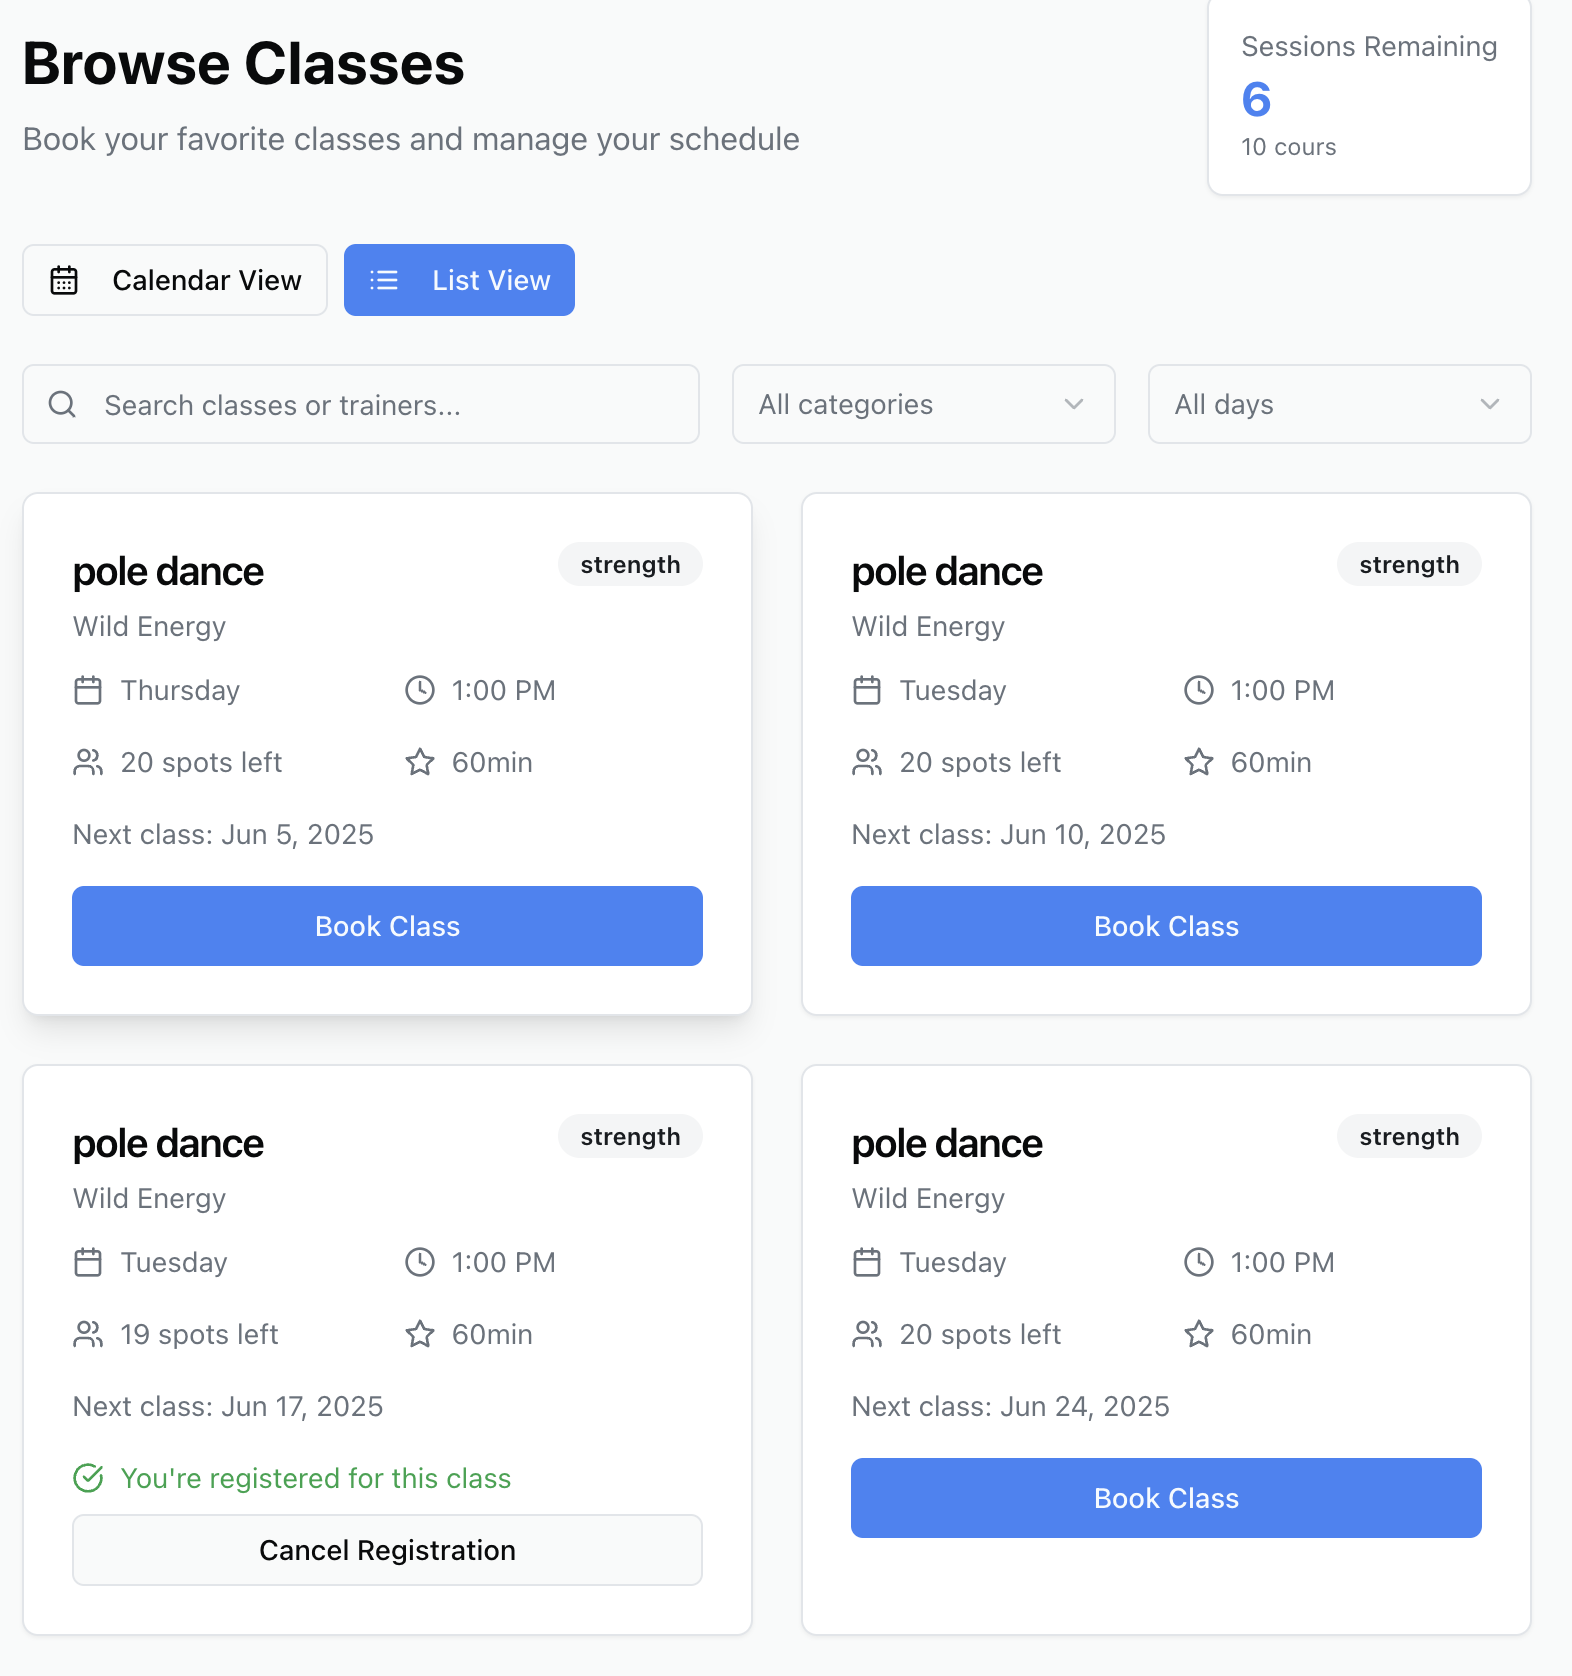 Browse Classes
Book your favorite classes and manage your schedule
Sessions Remaining
6
10 cours
Calendar View
List View
Search classes or trainers...
All categories
All days
pole dance
strength
Wild Energy
Thursday
1:00 PM
20 spots left
60min
Next class: Jun 5, 2025
Book Class
pole dance
strength
Wild Energy
Tuesday
1:00 PM
20 spots left
60min
Next class: Jun 10, 2025
Book Class
pole dance
strength
Wild Energy
Tuesday
1:00 PM
19 spots left
60min
Next class: Jun 17, 2025
You're registered for this class
Cancel Registration
pole dance
strength
Wild Energy
Tuesday
1:00 PM
20 spots left
60min
Next class: Jun 24, 2025
Book Class